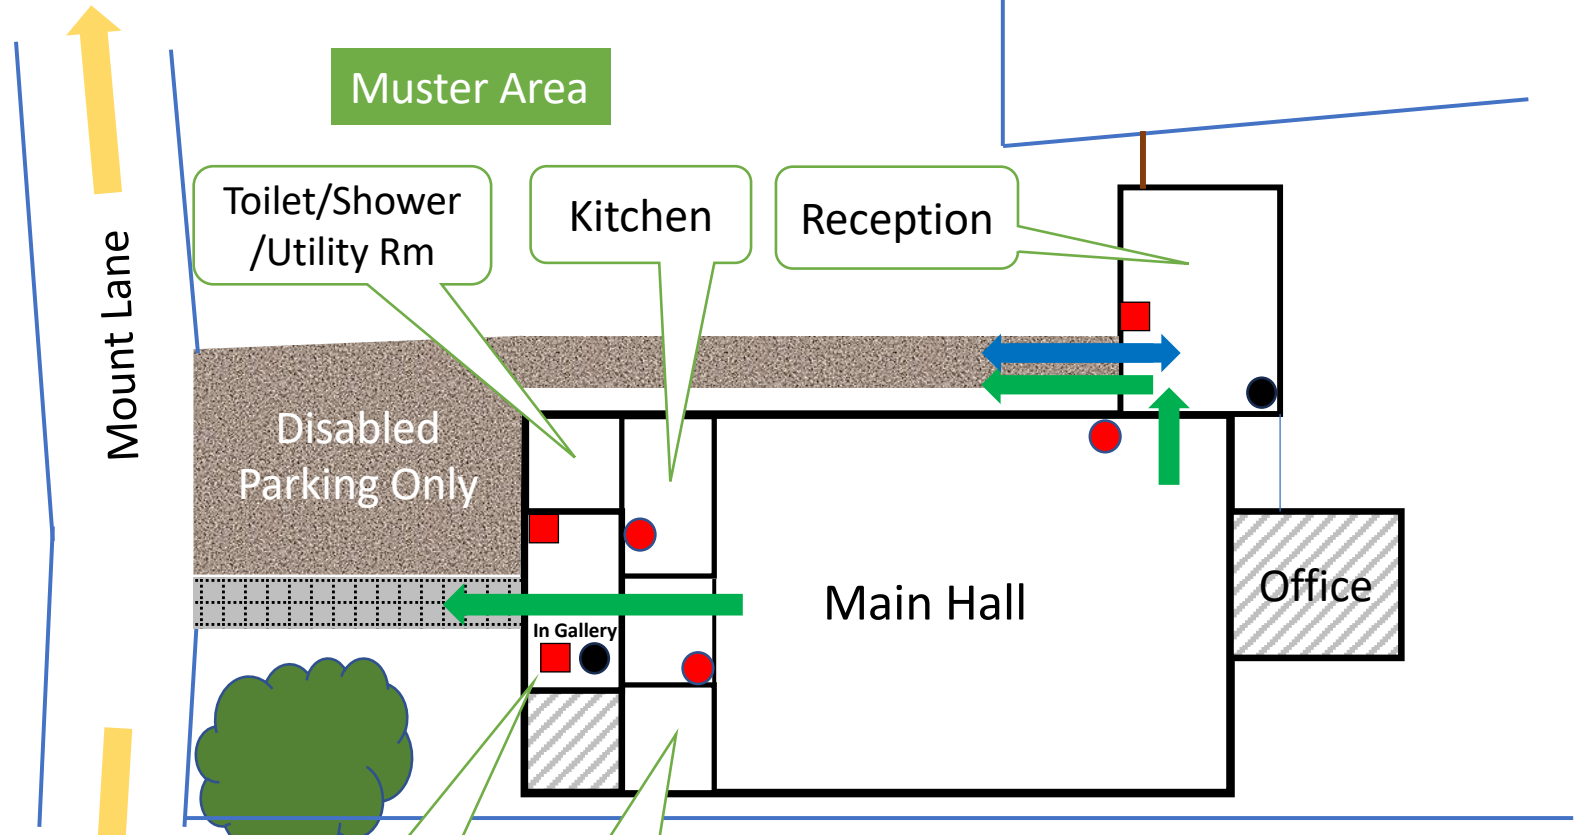 Muster Area
Toilet/Shower
/Utility Rm
Kitchen
Reception
Mount Lane
Disabled
Parking Only
Main Hall
Office
In Gallery